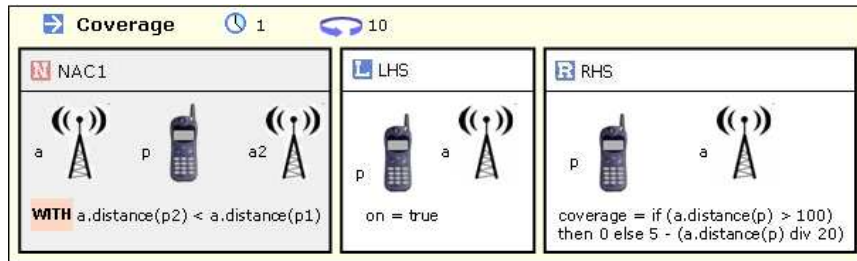 Coverage 1 10
N NAC1
a p a2
WITH a.distance(p2) < a.distance(p1)
L LHS
p a
on = true
R RHS
p a
coverage = if (a.distance(p) > 100)
then 0 else 5 - (a.distance(p) div 20)